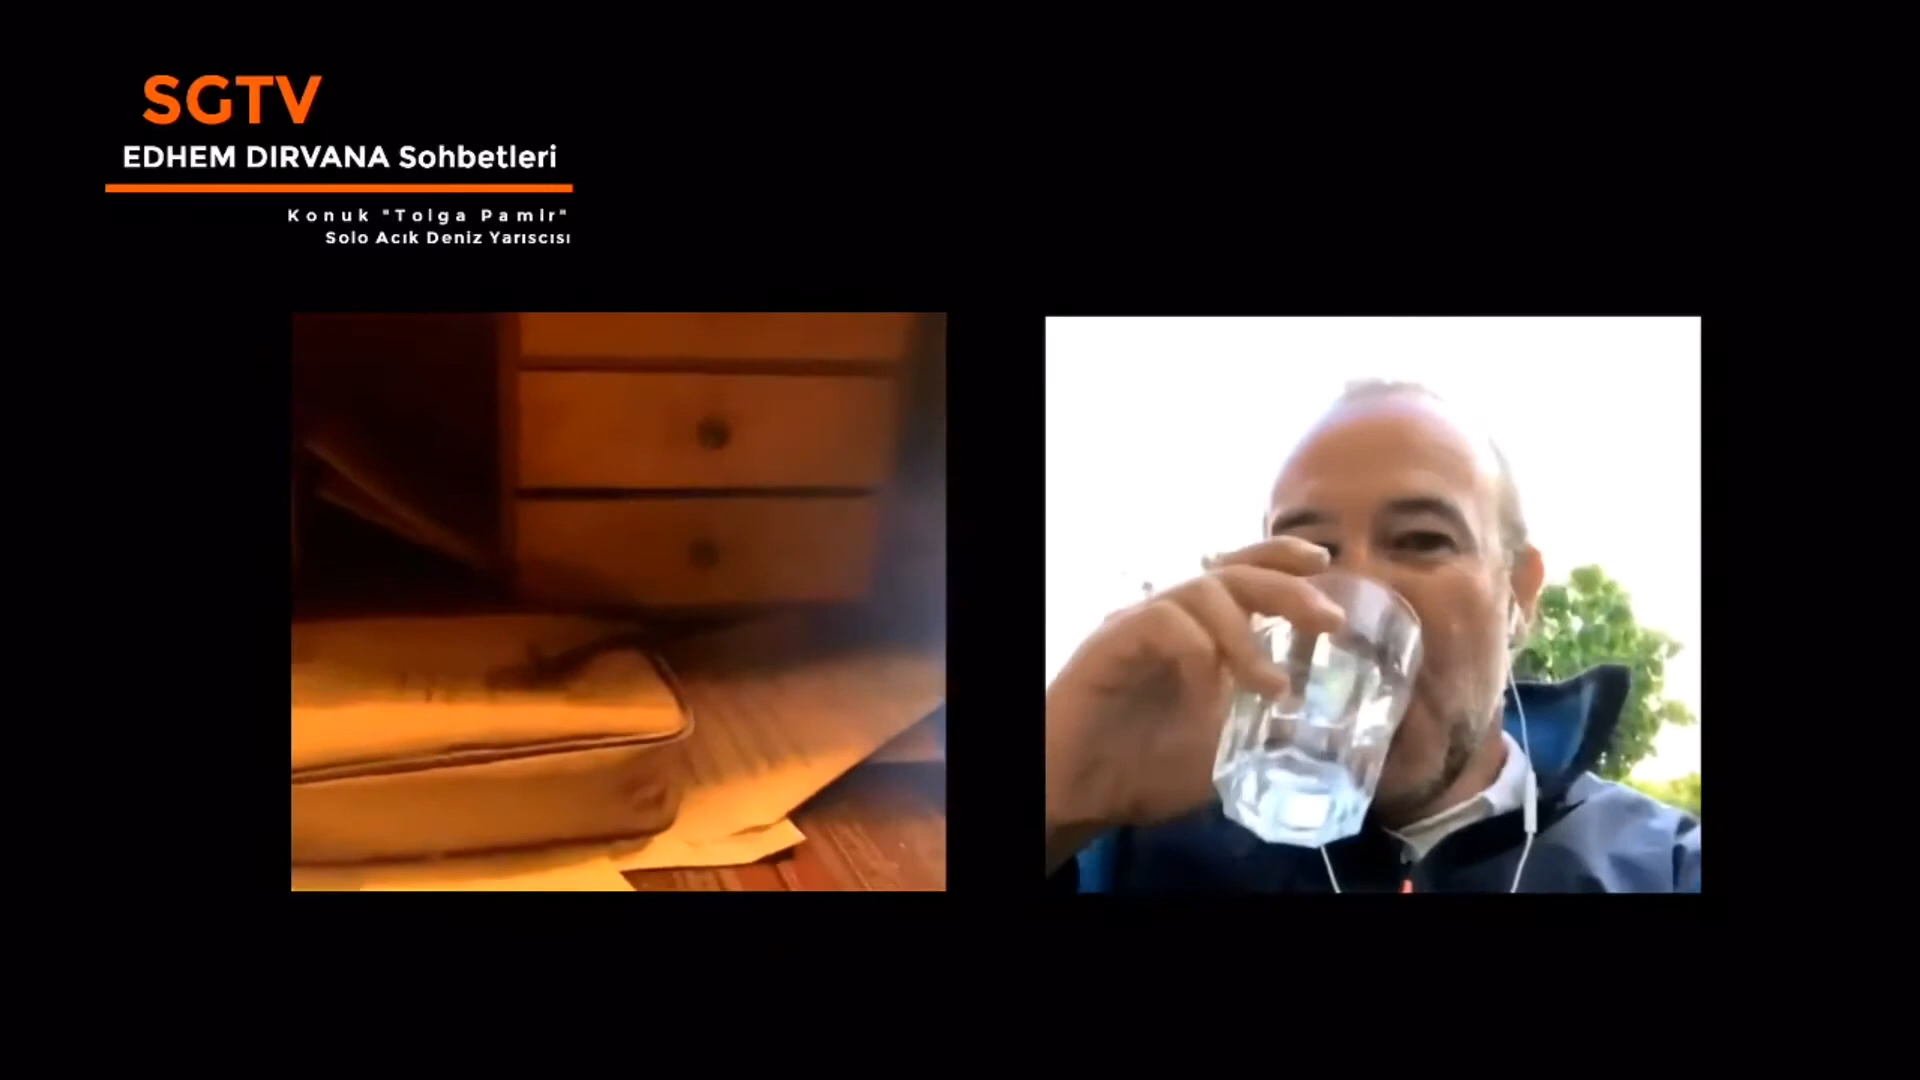 SGTV
EDHEM DIRVANA Sohbetleri
Konuk "Tolga Pamir"
Solo Acık Deniz Yarıscısı